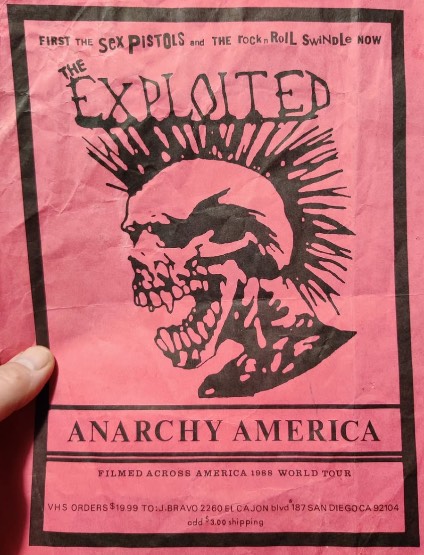 FIRST THE SEX PISTOLS and THE rock n Roll SWiNDLe NOW
THE
EXPLOITED
ANARCHY AMERICA
FILMED ACROSS AMERICA 1988 WORLD TOUR
VHS ORDERS $19.99 TO: J.BRAVO 2260 EL CAJON blvd #187 SAN DIEGO CA 92104
add $3.00 shipping